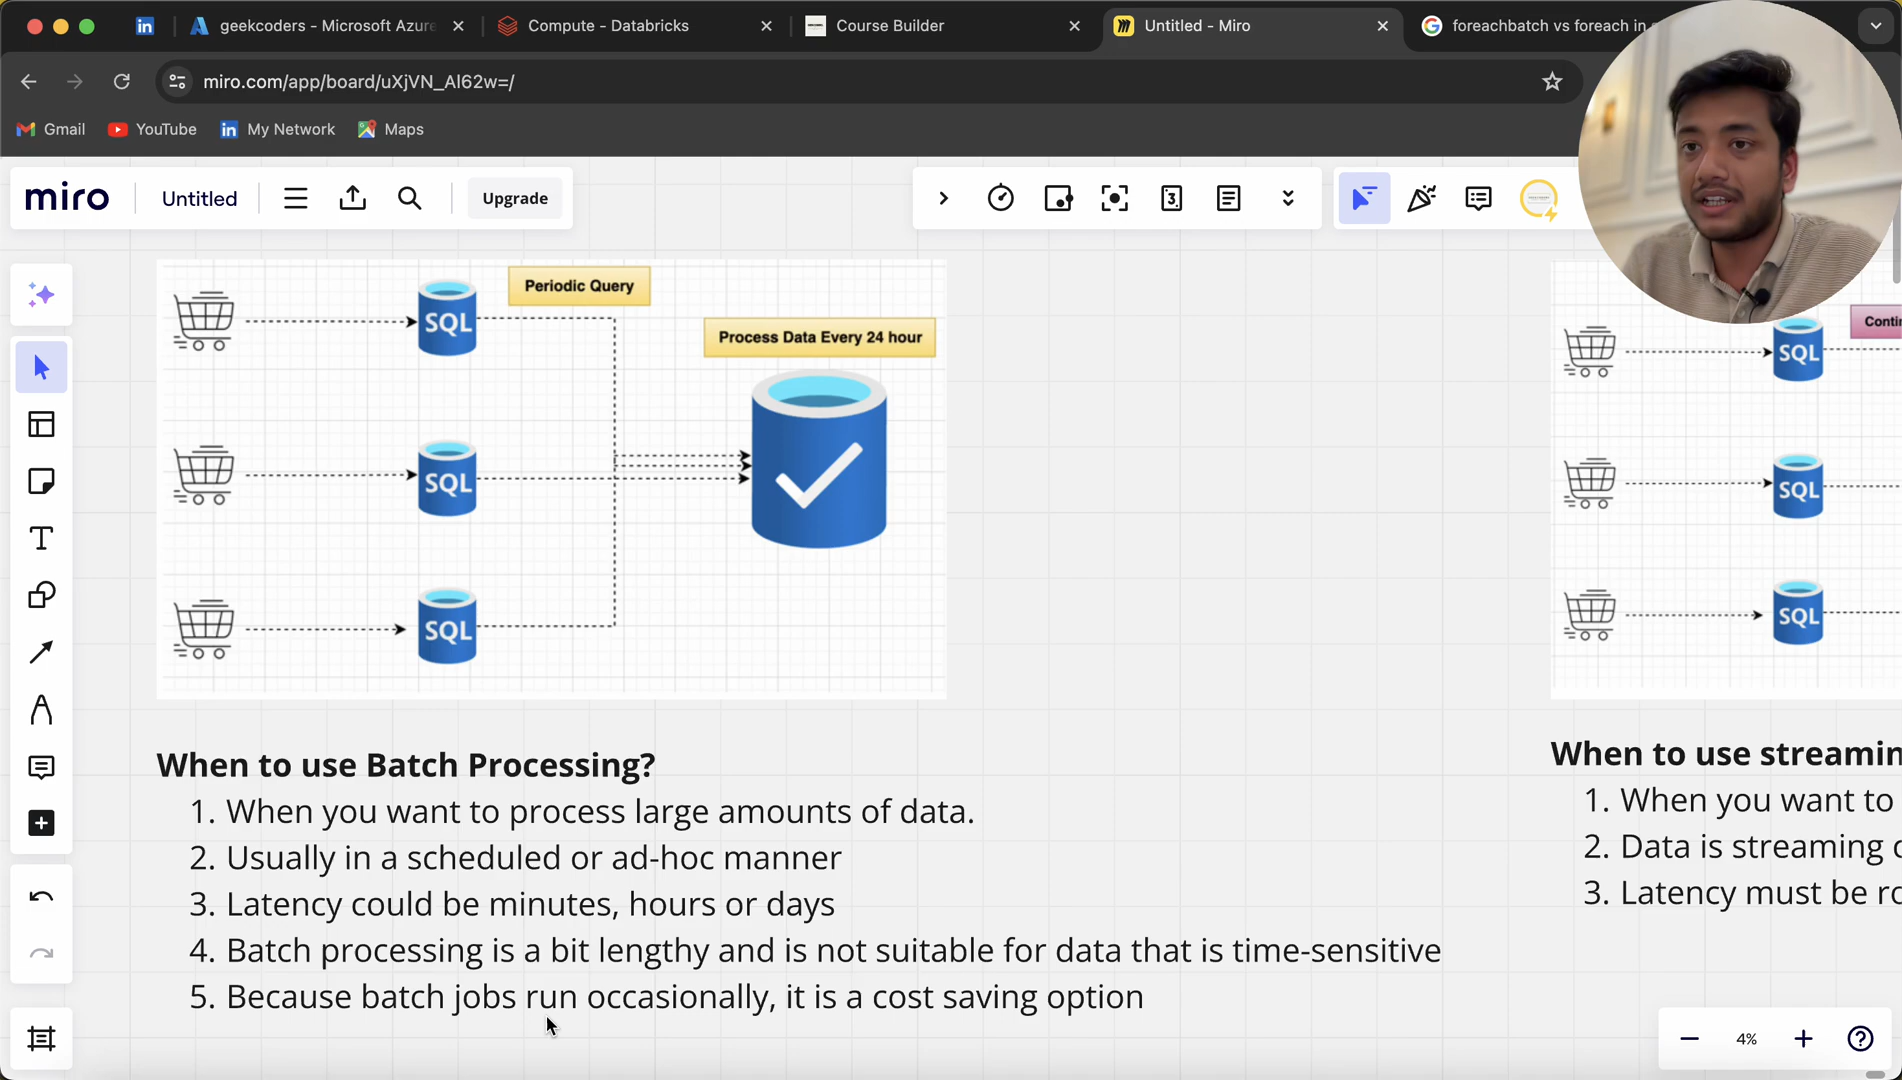 geekcoders - Microsoft Azure
Compute - Databricks
Course Builder
Untitled - Miro
foreachbatch vs foreach in
miro.com/app/board/uXjVN_Al62w=/
Gmail
YouTube
My Network
Maps
miro
Untitled
Upgrade
Periodic Query
Process Data Every 24 hour
SQL
SQL
SQL
SQL
SQL
SQL
When to use Batch Processing?
1. When you want to process large amounts of data.
2. Usually in a scheduled or ad-hoc manner
3. Latency could be minutes, hours or days
4. Batch processing is a bit lengthy and is not suitable for data that is time-sensitive
5. Because batch jobs run occasionally, it is a cost saving option
When to use
1. When you want to
2. Data is streaming
3. Latency must be
4%